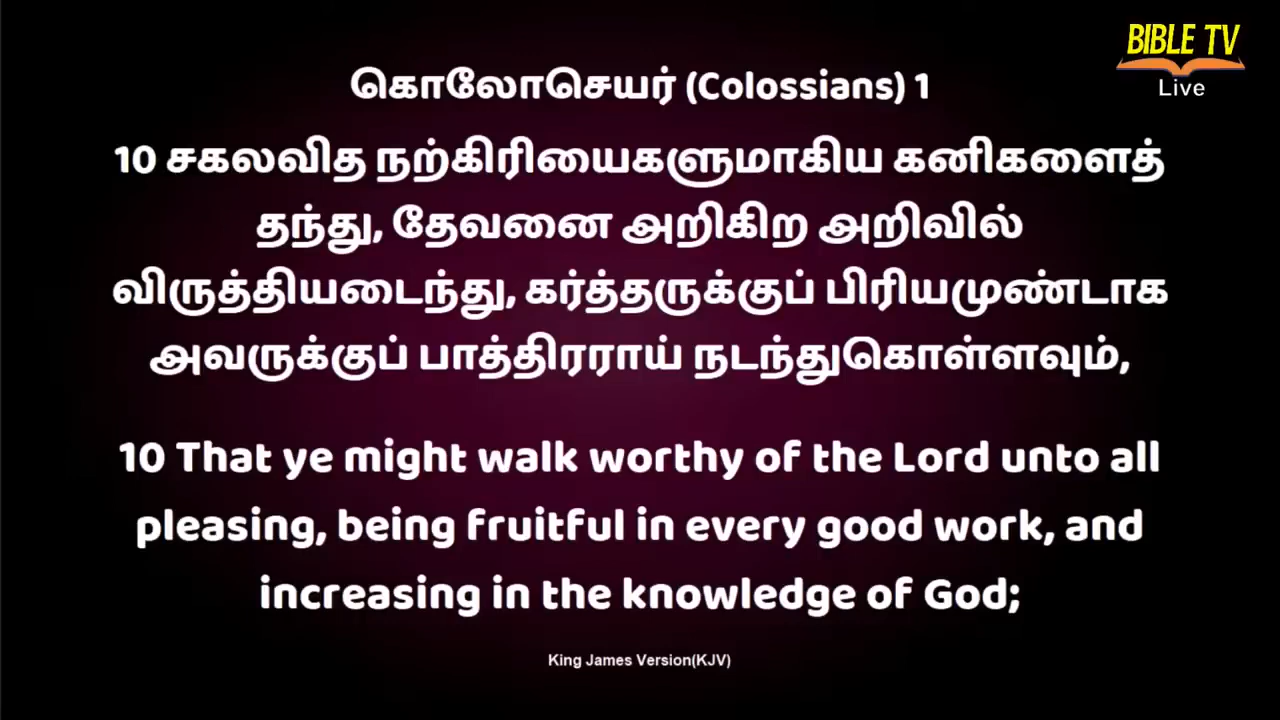 BIBLE TV
Live
கொலோசெயர் (Colossians) 1
10 சகலவித நற்கிரியைகளுமாகிய கனிகளைத்
தந்து, தேவனை அறிகிற அறிவில்
விருத்தியடைந்து, கர்த்தருக்குப் பிரியமுண்டாக
அவருக்குப் பாத்திரராய் நடந்துகொள்ளவும்,
10 That ye might walk worthy of the Lord unto all
pleasing, being fruitful in every good work, and
increasing in the knowledge of God;
King James Version(KJV)